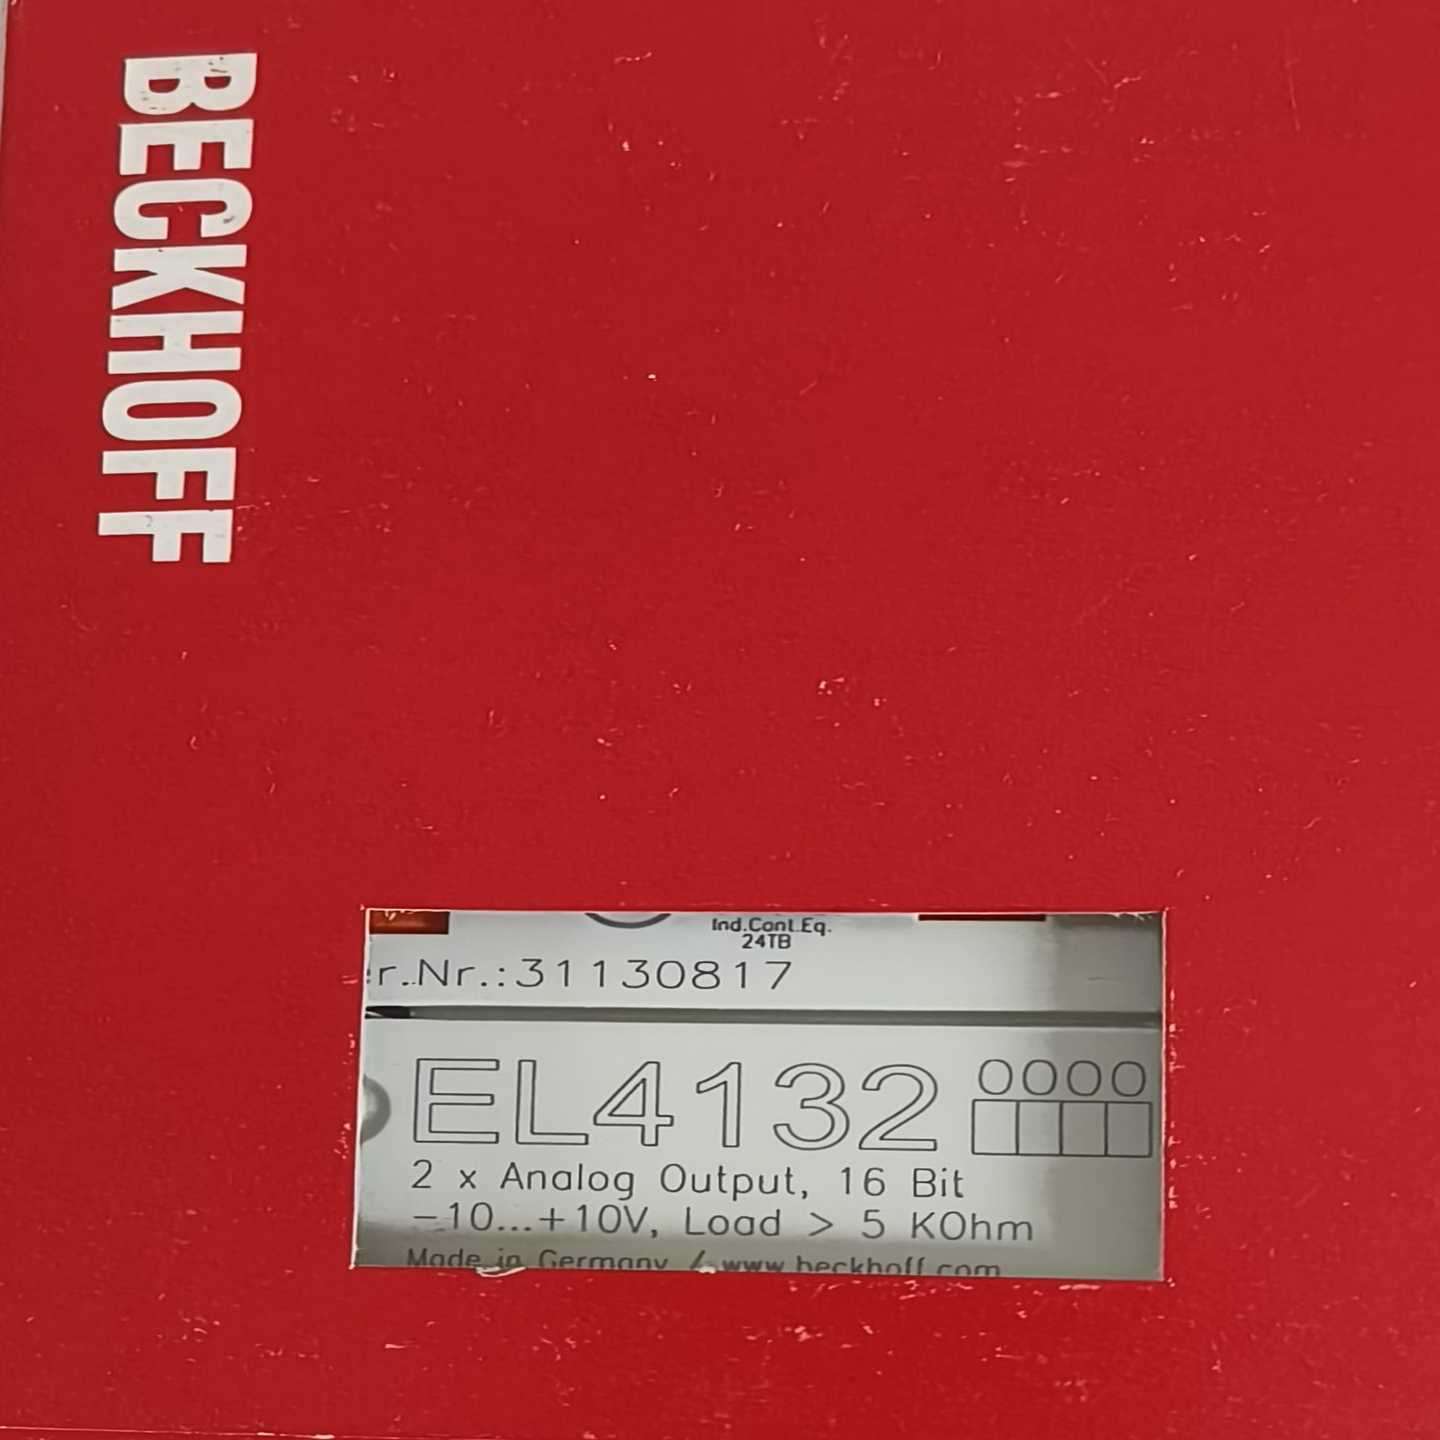 BECKHOFF
Ind.Cont.Eq.
24TB
r.Nr.:31130817
EL4132 0000
2 x Analog Output, 16 Bit
-10...+10V, Load > 5 KOhm
Made in Germany / www.beckhoff.com